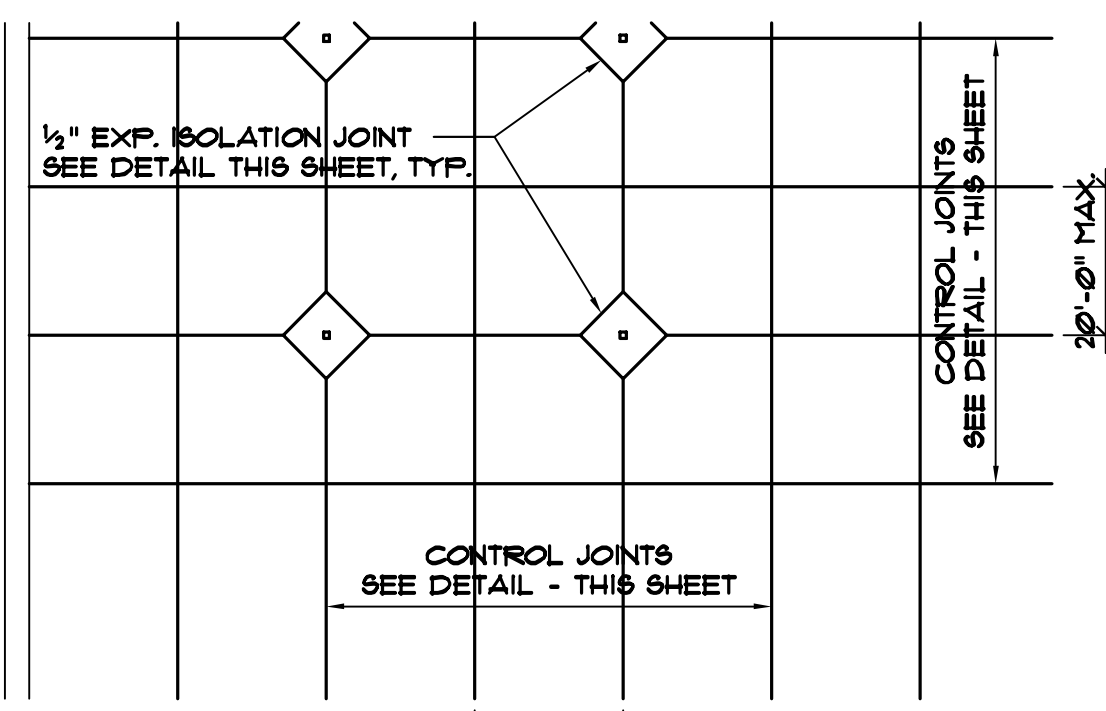 ½" EXP. ISOLATION JOINT
SEE DETAIL THIS SHEET, TYP.
CONTROL JOINTS
SEE DETAIL - THIS SHEET
20'-0" MAX.
CONTROL JOINTS
SEE DETAIL - THIS SHEET